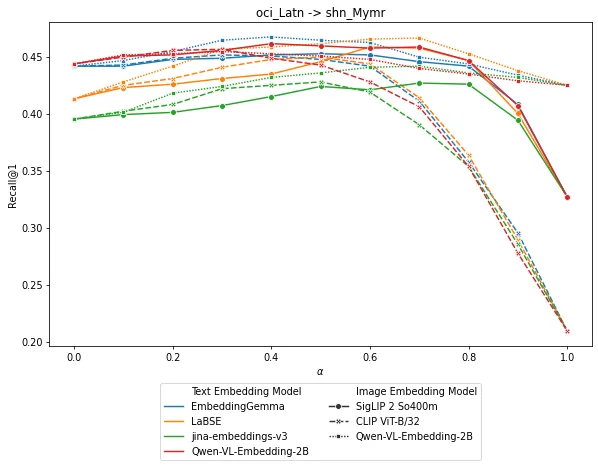 oci_Latn -> shn_Mymr
Recall@1
0.45
0.40
0.35
0.30
0.25
0.20
0.0 0.2 0.4 0.6 0.8 1.0
α
Text Embedding Model Image Embedding Model
EmbeddingGemma SigLIP 2 So400m
LaBSE CLIP ViT-B/32
jina-embeddings-v3 Qwen-VL-Embedding-2B
Qwen-VL-Embedding-2B